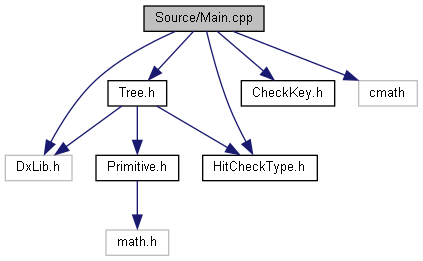 Source/Main.cpp
Tree.h
CheckKey.h
cmath
DxLib.h
Primitive.h
HitCheckType.h
math.h